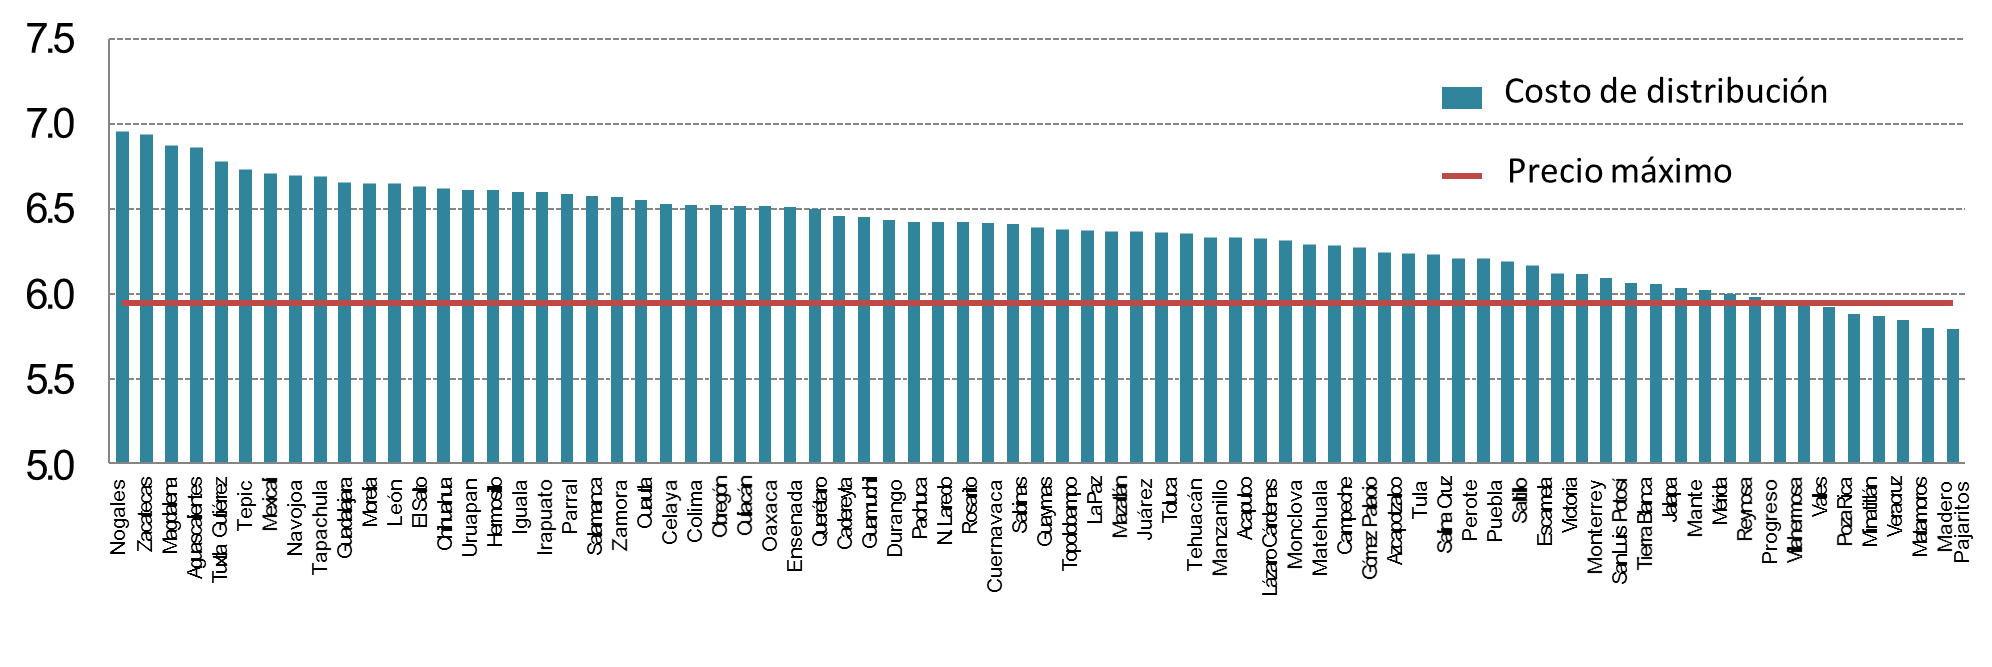 7.5
7.0
6.5
6.0
5.5
5.0
Costo de distribución
Precio máximo
Nogales
Zacatecas
Magdalena
Aguascalientes
Tuxtla Gutiérrez
Tepic
Mexicali
Navojoa
Tapachula
Guadalajara
Morelia
León
El Salto
Chihuahua
Uruapan
Hermosillo
Iguala
Irapuato
Parral
Salamanca
Zamora
Cuautla
Celaya
Colima
Obregón
Culiacán
Oaxaca
Ensenada
Querétaro
Cadereyta
Guamuchil
Durango
Pachuca
N. Laredo
Rosarito
Cuernavaca
Sabinas
Guaymas
Topolobampo
La Paz
Mazatlán
Juárez
Toluca
Tehuacán
Manzanillo
Acapulco
Lázaro Cárdenas
Monclova
Matehuala
Campeche
Gómez Palacio
Azcapotzalco
Tula
Salina Cruz
Perote
Puebla
Saltillo
Escamela
Victoria
Monterrey
San Luis Potosí
Tierra Blanca
Jalapa
Mante
Mérida
Reynosa
Progreso
Villahermosa
Valles
Poza Rica
Minatitlán
Veracruz
Matamoros
Madero
Pajaritos